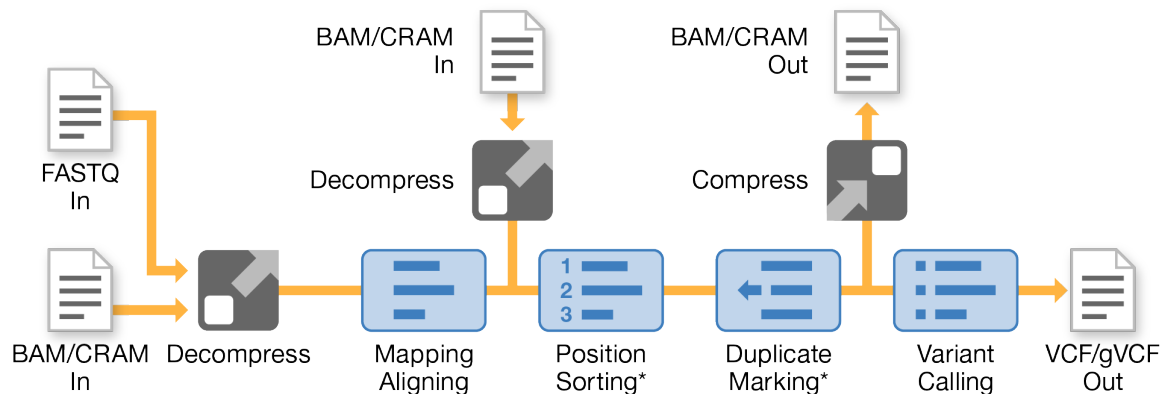 BAM/CRAM
In
BAM/CRAM
Out
FASTQ
In
Decompress
Compress
1
2
3
BAM/CRAM
In
Decompress
Mapping
Aligning
Position
Sorting*
Duplicate
Marking*
Variant
Calling
VCF/gVCF
Out